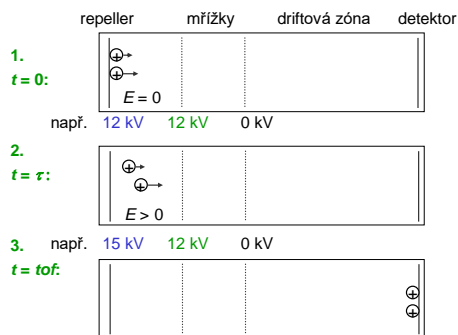 repeller mřížky driftová zóna detektor
1.
t = 0:
E = 0
např. 12 kV 12 kV 0 kV
2.
t = τ:
E > 0
3. např. 15 kV 12 kV 0 kV
t = tof: